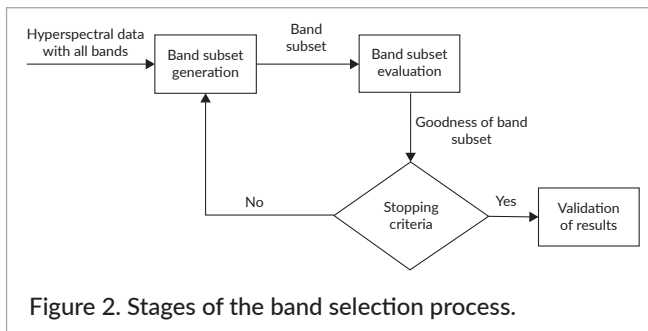 Hyperspectral data
with all bands
Band subset
generation
Band
subset
Band subset
evaluation
Goodness of band
subset
Stopping
criteria
No
Yes
Validation
of results
Figure 2. Stages of the band selection process.